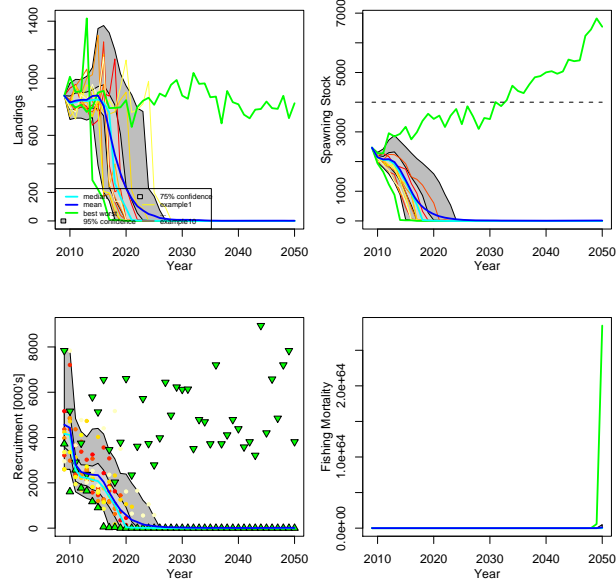 Landings
0 200 600 1000 1400
2010 2020 2030 2040 2050
Year
median
mean
best worst
95% confidence
75% confidence
example1
example10
Spawning Stock
0 1000 2000 3000 4000 5000 6000 7000
2010 2020 2030 2040 2050
Year
Recruitment [000's]
0 2000 4000 6000 8000
2010 2020 2030 2040 2050
Year
Fishing Mortality
0.0e+00 1.0e+64 2.0e+64
2010 2020 2030 2040 2050
Year